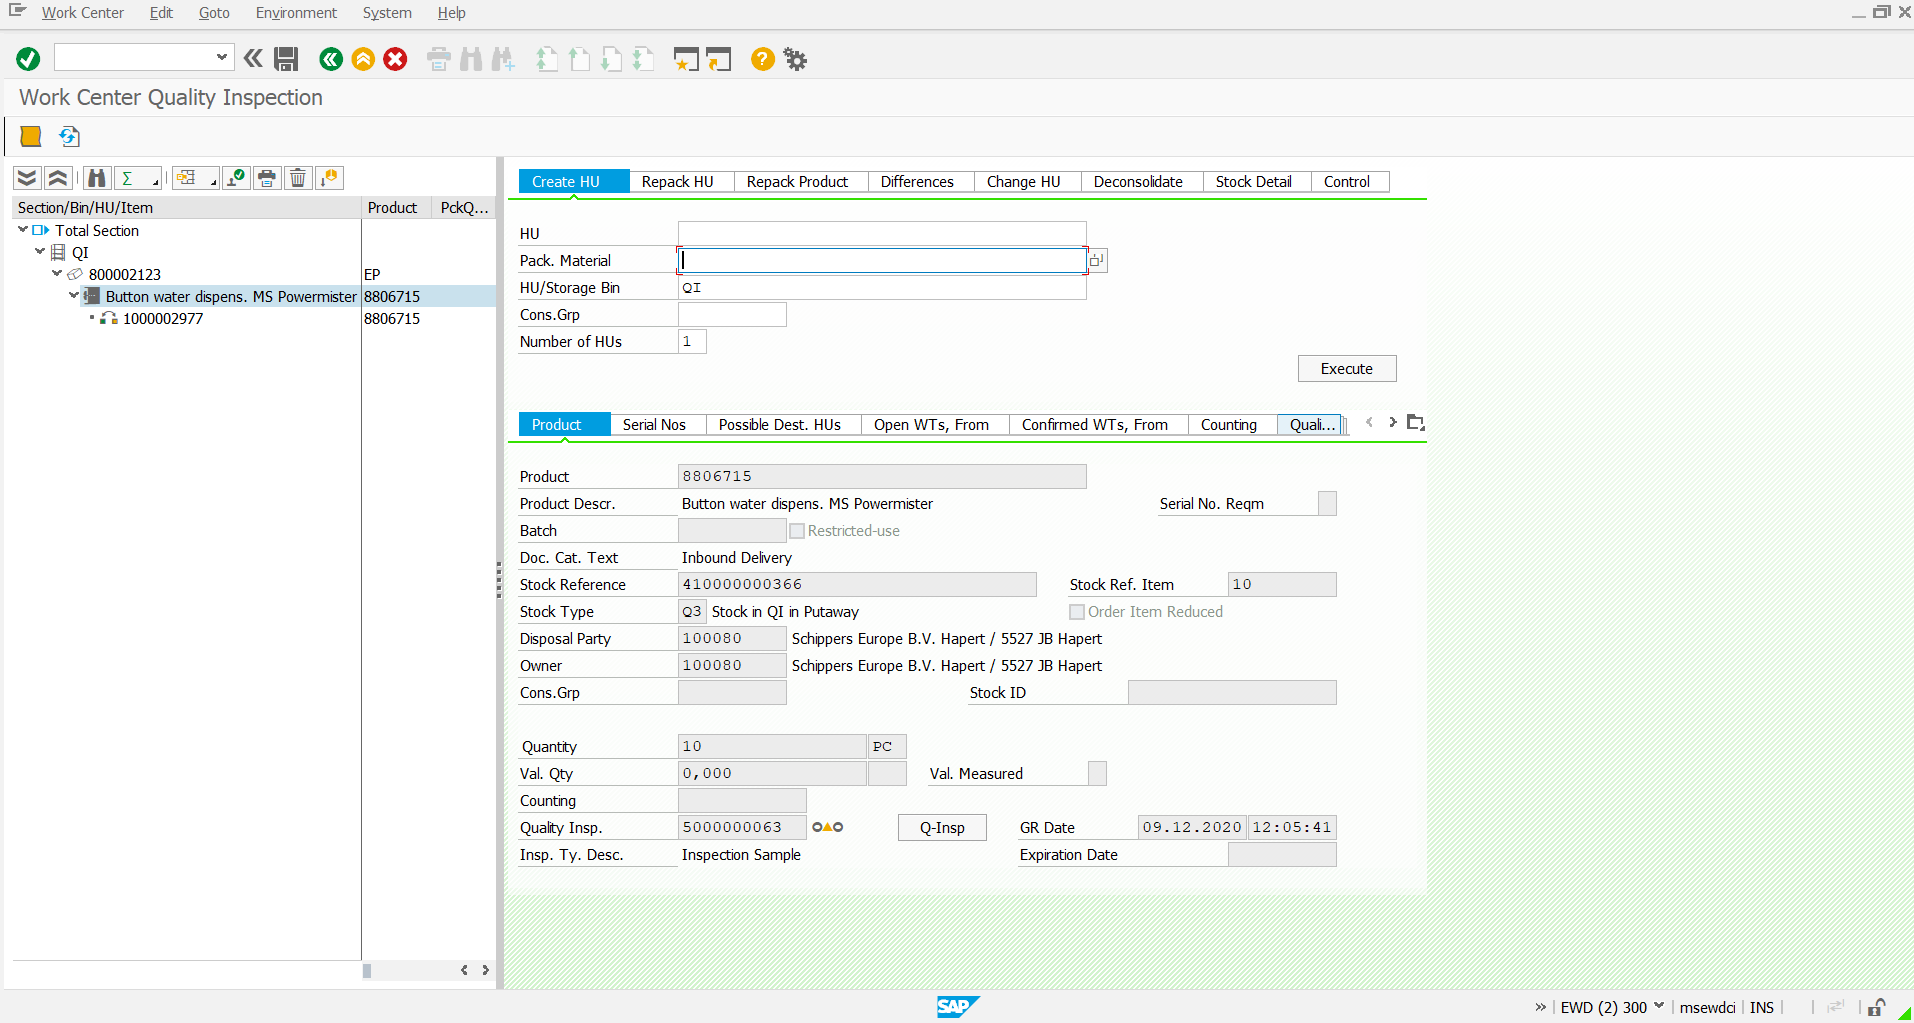 Work Center Edit Goto Environment System Help
Work Center Quality Inspection
Section/Bin/HU/Item Product PckQ...
Total Section
QI
800002123 EP
Button water dispens. MS Powermister 8806715
1000002977 8806715
Create HU Repack HU Repack Product Differences Change HU Deconsolidate Stock Detail Control
HU
Pack. Material
HU/Storage Bin QI
Cons.Grp
Number of HUs 1
Execute
Product Serial Nos Possible Dest. HUs Open WTs, From Confirmed WTs, From Counting Quali...
Product 8806715
Product Descr. Button water dispens. MS Powermister Serial No. Reqm
Batch Restricted-use
Doc. Cat. Text Inbound Delivery
Stock Reference 410000000366 Stock Ref. Item 10
Stock Type Q3 Stock in QI in Putaway Order Item Reduced
Disposal Party 100080 Schippers Europe B.V. Hapert / 5527 JB Hapert
Owner 100080 Schippers Europe B.V. Hapert / 5527 JB Hapert
Cons.Grp Stock ID
Quantity 10 PC
Val. Qty 0,000 Val. Measured
Counting
Quality Insp. 5000000063 Q-Insp GR Date 09.12.2020 12:05:41
Insp. Ty. Desc. Inspection Sample Expiration Date
SAP EWD (2) 300 msewdci INS